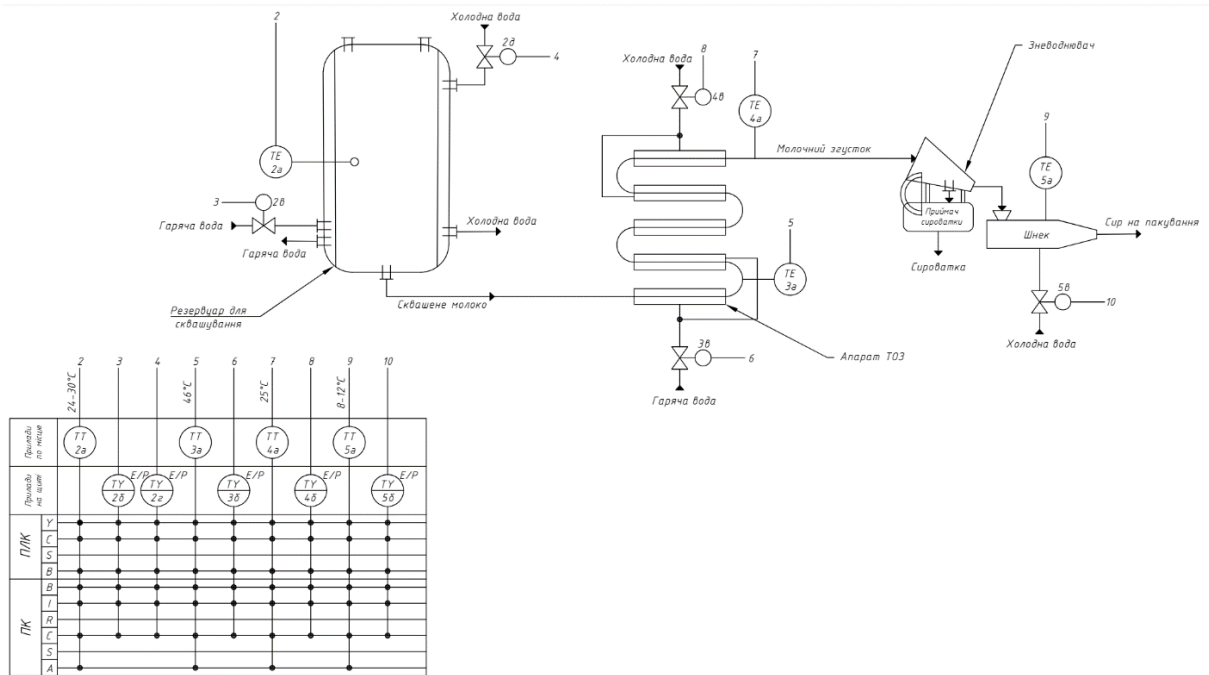 2
Холодна вода
2д
4
TE
2а
3
2в
Гаряча вода
Гаряча вода
Холодна вода
Резервуар для
сквашування
Сквашене молоко
Холодна вода
8
4в
7
TE
4а
Молочний згусток
5
TE
3а
3в
6
Гаряча вода
Апарат ТОЗ
Зневоднювач
Приймач
сироватки
Сироватка
9
TE
5а
Шнек
Сир на пакування
5в
10
Холодна вода
2 3 4 5 6 7 8 9 10
24-30°C 46°C 25°C 8-12°C
Прилади
по місцю
TT
2а
TT
3а
TT
4а
TT
5а
Прилади
на щиті
TY
2б
E/P
TY
2г
E/P
TY
3б
E/P
TY
4б
E/P
TY
5б
E/P
ПЛК
Y
C
S
B
ПК
B
I
R
C
S
A